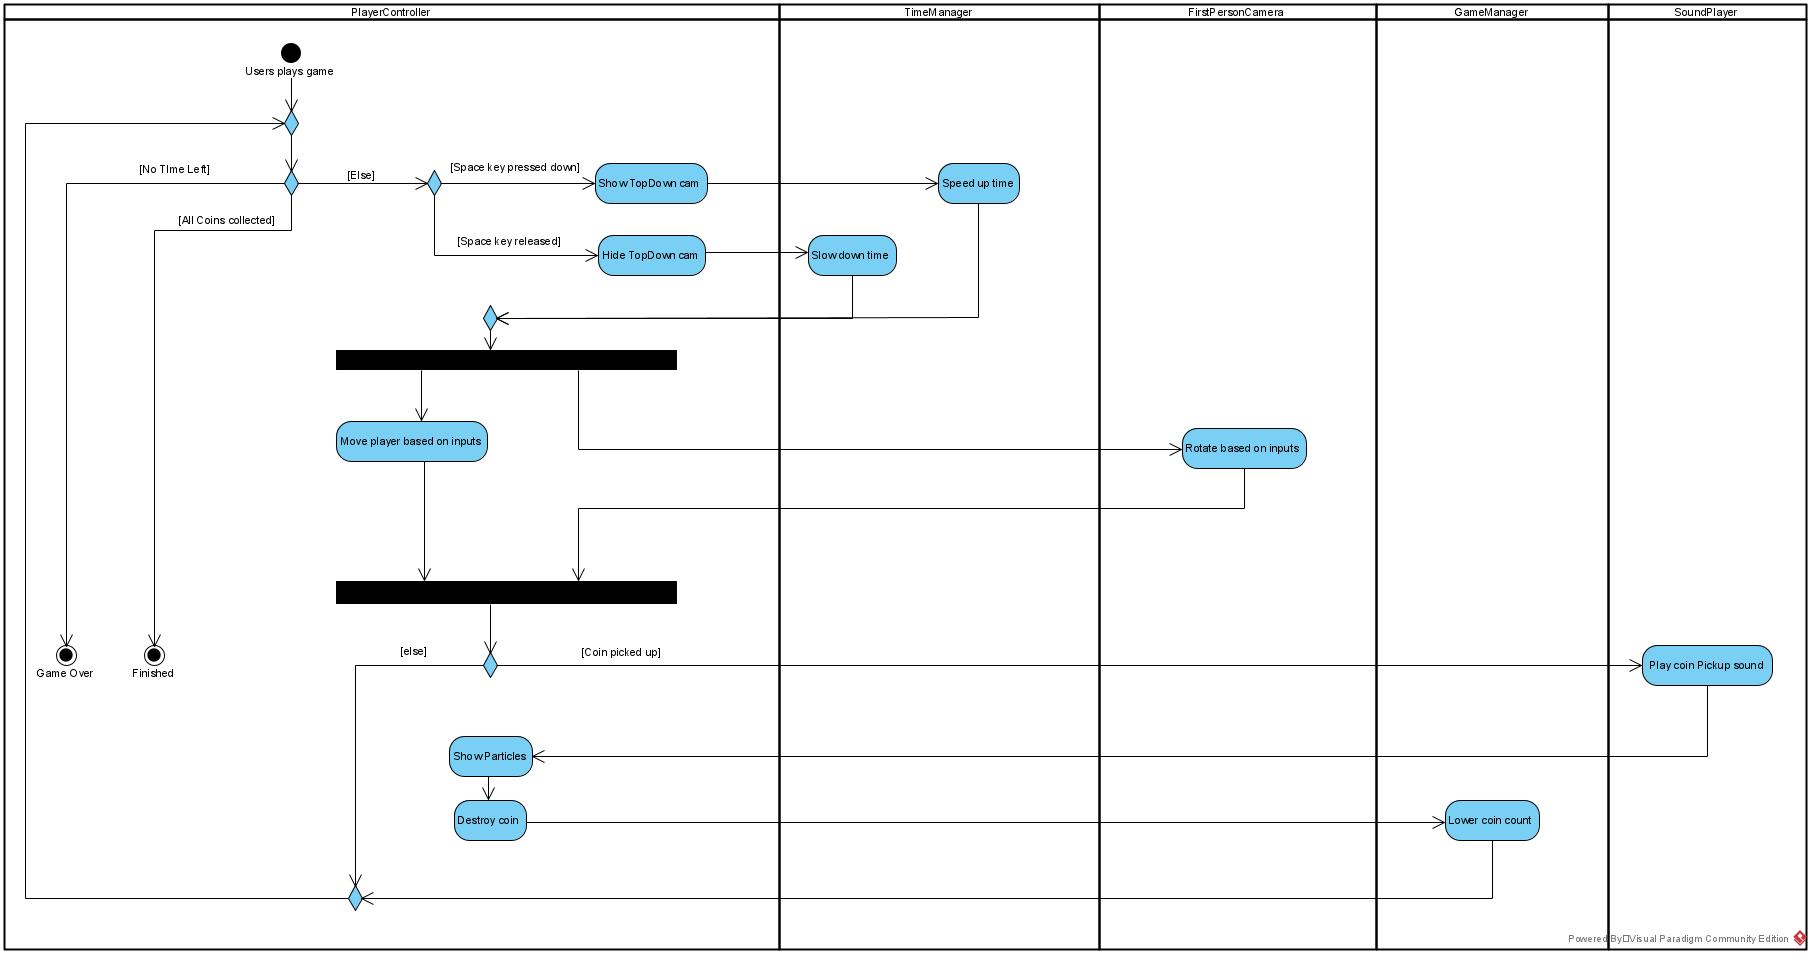 PlayerController
TimeManager
FirstPersonCamera
GameManager
SoundPlayer
Users plays game
[No TIme Left]
[Else]
[Space key pressed down]
Show TopDown cam
Speed up time
[All Coins collected]
[Space key released]
Hide TopDown cam
Slow down time
Move player based on inputs
Rotate based on inputs
[else]
[Coin picked up]
Play coin Pickup sound
Game Over
Finished
Show Particles
Destroy coin
Lower coin count
Powered By□Visual Paradigm Community Edition